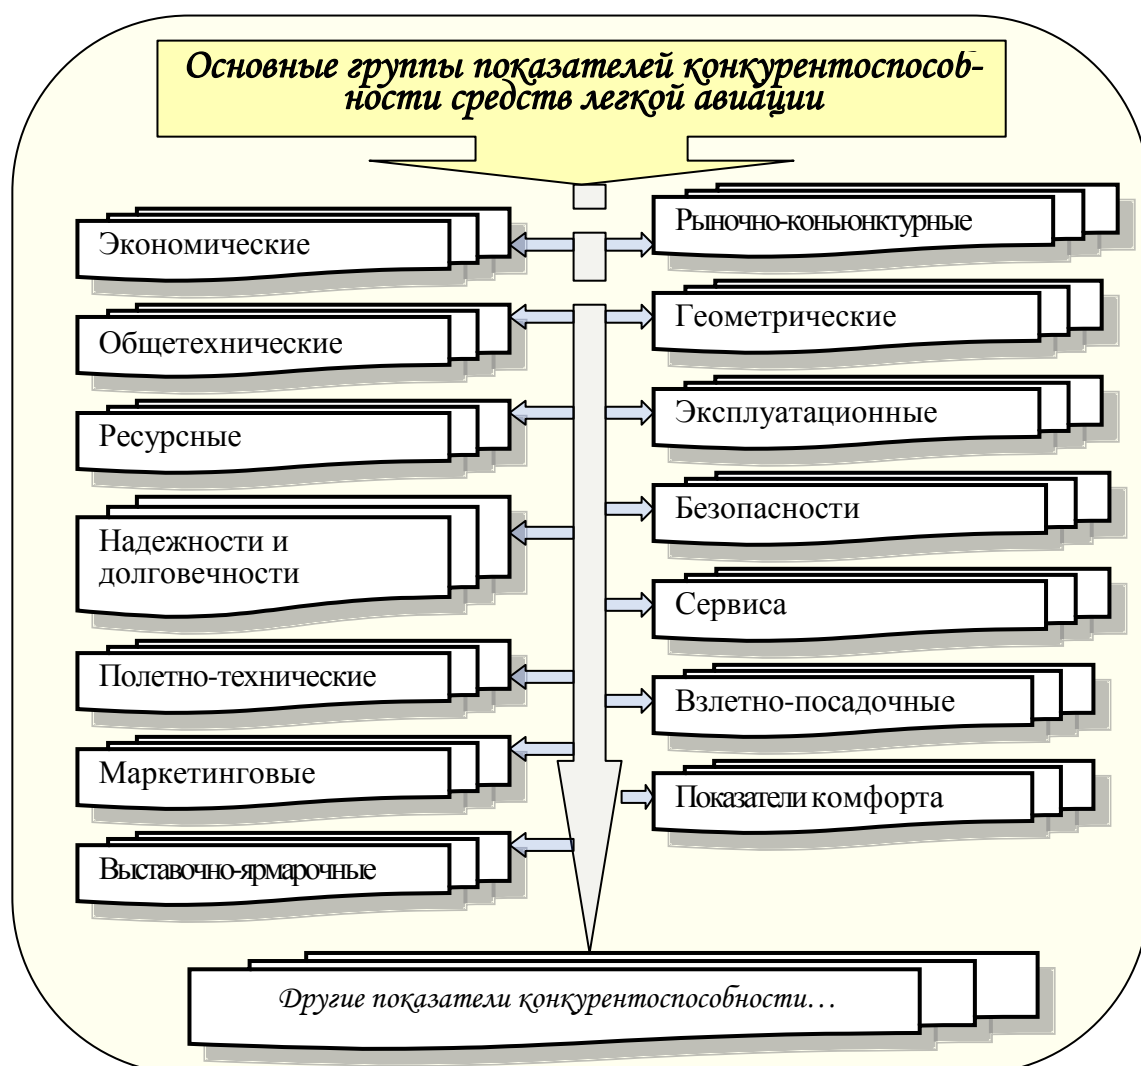 Основные группы показателей конкурентоспособ-
ности средств легкой авиации
Экономические
Рыночно-коньюнктурные
Общетехнические
Геометрические
Ресурсные
Эксплуатационные
Надежности и
долговечности
Безопасности
Сервиса
Полетно-технические
Взлетно-посадочные
Маркетинговые
Показатели комфорта
Выставочно-ярмарочные
Другие показатели конкурентоспособности…